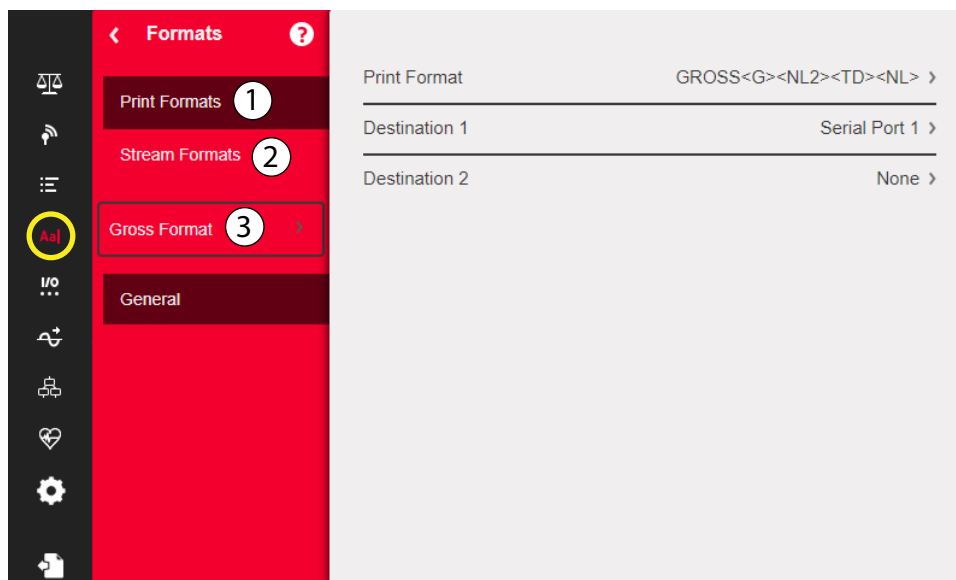 Formats
?
Print Formats 1
Stream Formats 2
Gross Format 3
General
Aa
I/O
Print Format GROSS<G><NL2><TD><NL>
Destination 1 Serial Port 1
Destination 2 None